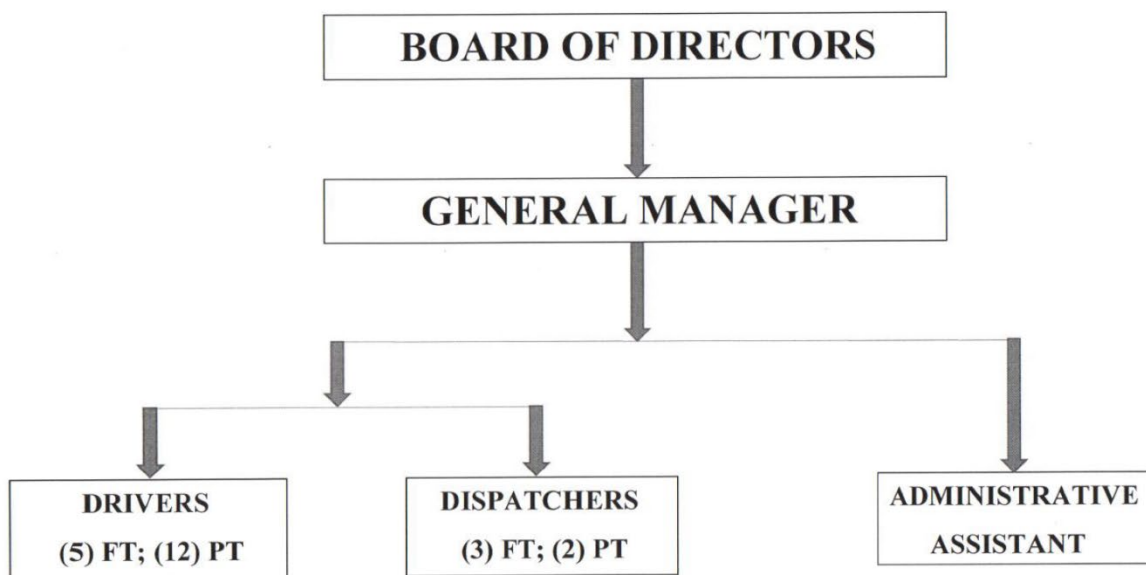 BOARD OF DIRECTORS
GENERAL MANAGER
DRIVERS
(5) FT; (12) PT
DISPATCHERS
(3) FT; (2) PT
ADMINISTRATIVE
ASSISTANT